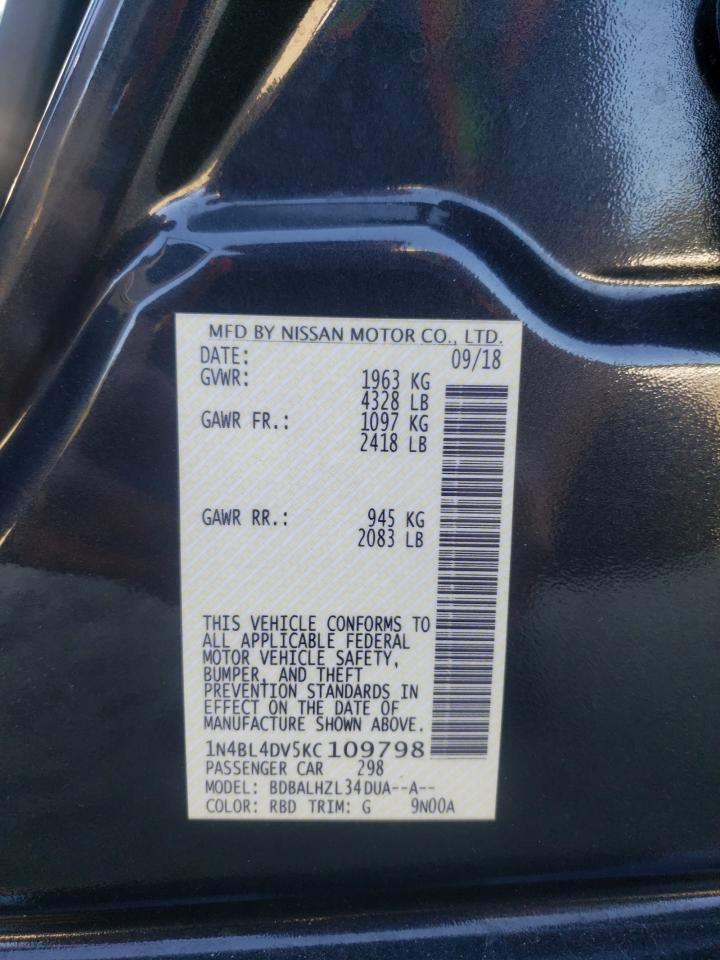 MFD BY NISSAN MOTOR CO., LTD.
DATE: 09/18
GVWR: 1963 KG
4328 LB
GAWR FR.: 1097 KG
2418 LB
GAWR RR.: 945 KG
2083 LB
THIS VEHICLE CONFORMS TO
ALL APPLICABLE FEDERAL
MOTOR VEHICLE SAFETY,
BUMPER, AND THEFT
PREVENTION STANDARDS IN
EFFECT ON THE DATE OF
MANUFACTURE SHOWN ABOVE.
1N4BL4DV5KC109798
PASSENGER CAR 298
MODEL: BDBALHZL34DUA--A--
COLOR: RBD TRIM: G 9N00A